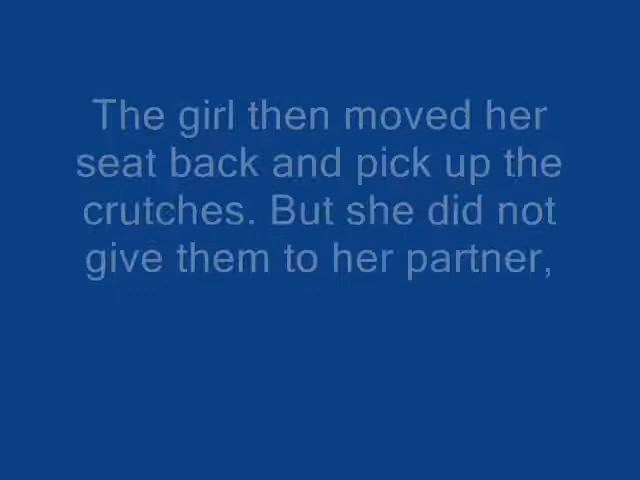 The girl then moved her
seat back and pick up the
crutches. But she did not
give them to her partner,